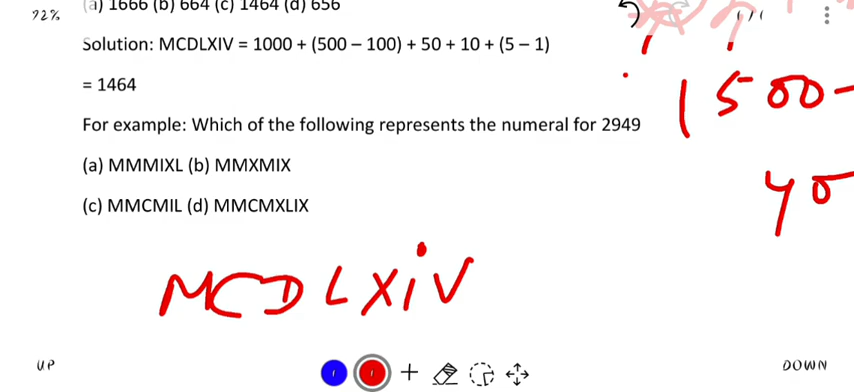 (a) 1666 (b) 664 (c) 1464 (d) 656
92%
Solution: MCDLXIV = 1000 + (500 – 100) + 50 + 10 + (5 – 1)
= 1464
1500-
For example: Which of the following represents the numeral for 2949
(a) MMMIXL (b) MMXMIX
40
(c) MMCMIL (d) MMCMXLIX
MCDLXiV
UP
DOWN